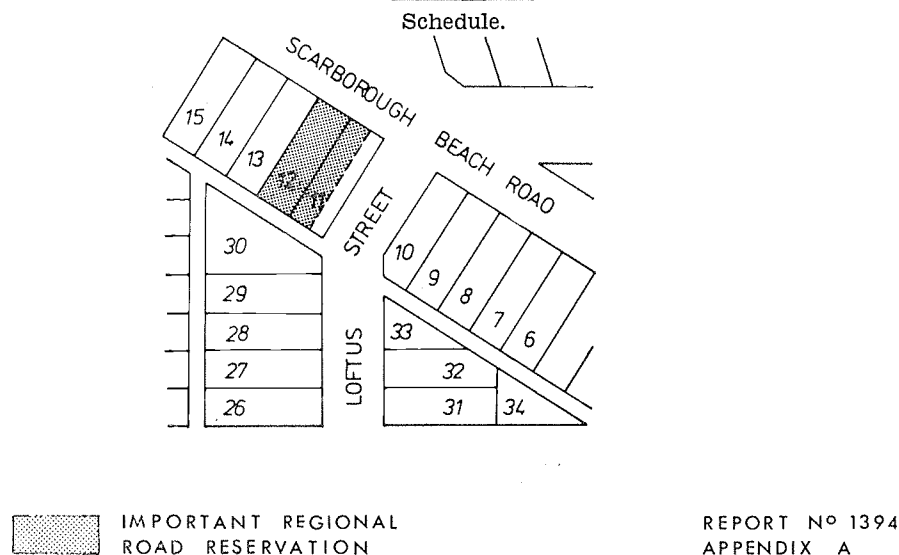 Schedule.
SCARBOROUGH BEACH ROAD
15
14
13
12
11
STREET
LOFTUS
10
9
8
7
6
30
29
28
27
26
33
32
31
34
IMPORTANT REGIONAL
ROAD RESERVATION
REPORT Nº 1394
APPENDIX A